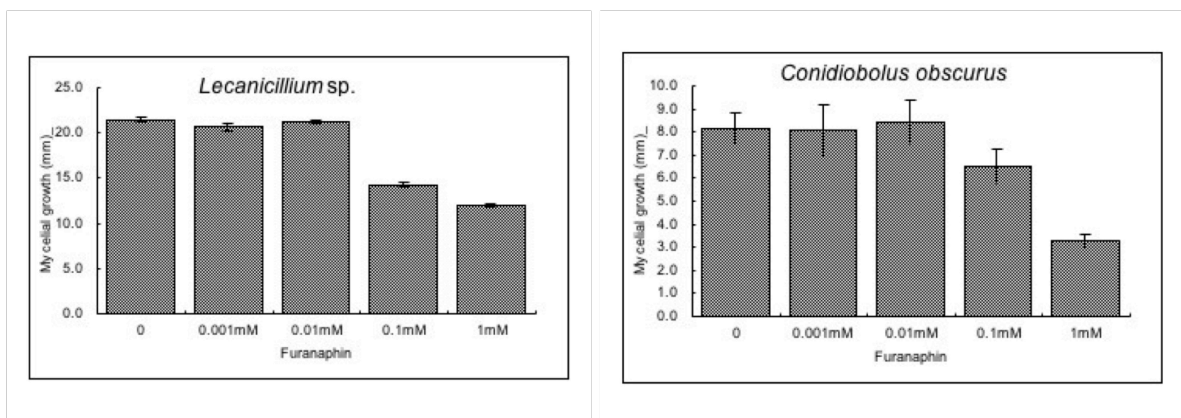 Lecanicillium sp.
25.0
20.0
15.0
10.0
5.0
0.0
My celial growth (mm)_
0 0.001mM 0.01mM 0.1mM 1mM
Furanaphin
Conidiobolus obscurus
10.0
9.0
8.0
7.0
6.0
5.0
4.0
3.0
2.0
1.0
0.0
My celial growth (mm)_
0 0.001mM 0.01mM 0.1mM 1mM
Furanaphin